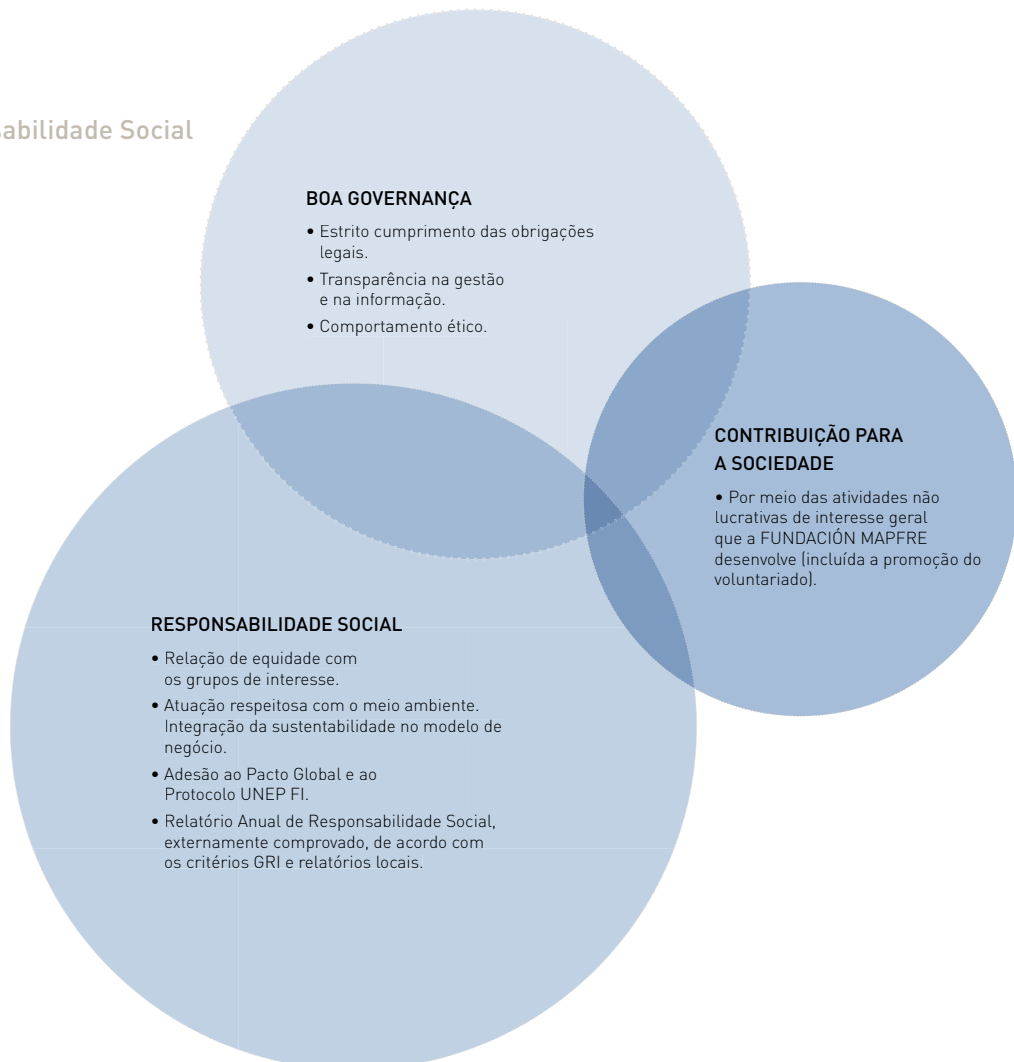 sabilidade Social
BOA GOVERNANÇA
• Estrito cumprimento das obrigações
legais.
• Transparência na gestão
e na informação.
• Comportamento ético.
CONTRIBUIÇÃO PARA
A SOCIEDADE
• Por meio das atividades não
lucrativas de interesse geral
que a FUNDACIÓN MAPFRE
desenvolve (incluída a promoção do
voluntariado).
RESPONSABILIDADE SOCIAL
• Relação de equidade com
os grupos de interesse.
• Atuação respeitosa com o meio ambiente.
Integração da sustentabilidade no modelo de
negócio.
• Adesão ao Pacto Global e ao
Protocolo UNEP FI.
• Relatório Anual de Responsabilidade Social,
externamente comprovado, de acordo com
os critérios GRI e relatórios locais.